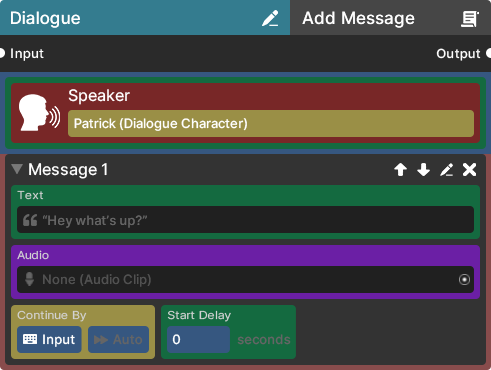 Dialogue
Add Message
Input
Output
Speaker
Patrick (Dialogue Character)
Message 1
Text
"Hey what's up?"
Audio
None (Audio Clip)
Continue By
Start Delay
Input
Auto
0
seconds